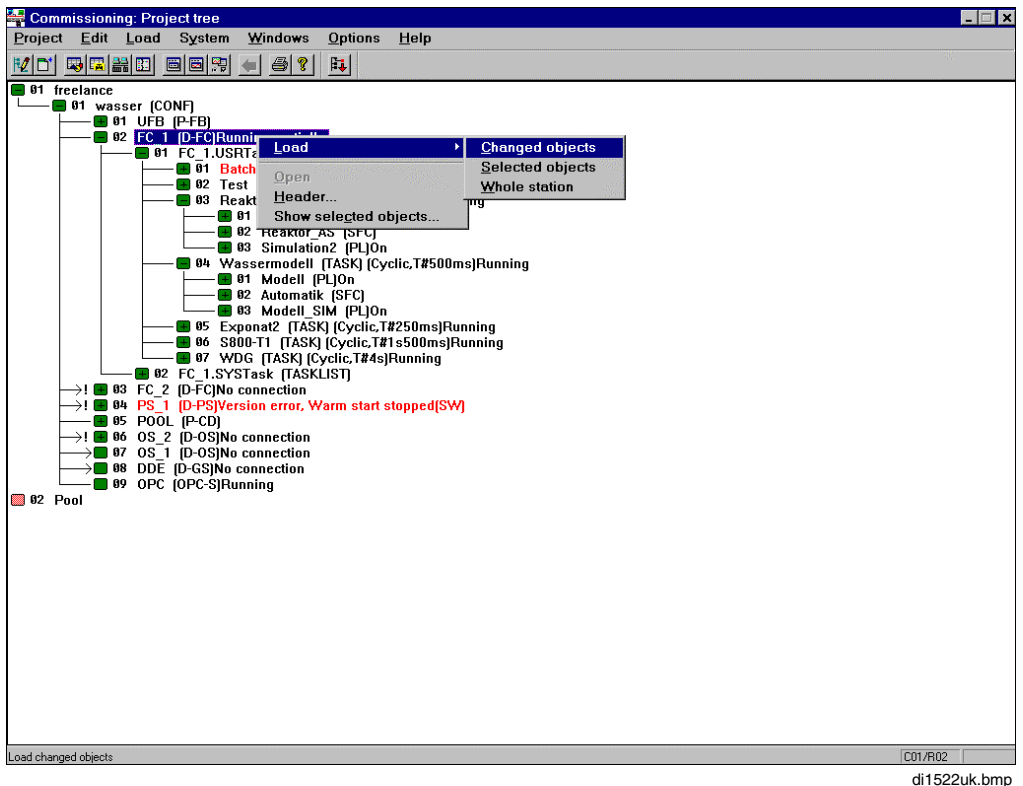 Commissioning: Project tree
Project Edit Load System Windows Options Help
01 freelance
01 wasser (CONF)
01 UFB (P-FB)
02 FC_1 (D-FC)Running
01 FC_1.USRTa
01 Batch
02 Test
03 Reakt
01
02 Reaktor_AS (SFC)
03 Simulation2 (PL)On
04 Wassermodell (TASK) (Cyclic,T#500ms)Running
01 Modell (PL)On
02 Automatik (SFC)
03 Modell_SIM (PL)On
05 Exponat2 (TASK) (Cyclic,T#250ms)Running
06 S800-T1 (TASK) (Cyclic,T#1s500ms)Running
07 WDG (TASK) (Cyclic,T#4s)Running
02 FC_1.SYSTask (TASKLIST)
! 03 FC_2 (D-FC)No connection
! 04 PS_1 (D-PS)Version error, Warm start stopped(SW)
05 POOL (P-CD)
! 06 OS_2 (D-OS)No connection
07 OS_1 (D-OS)No connection
08 DDE (D-GS)No connection
09 OPC (OPC-S)Running
02 Pool
Load
Open
Header...
Show selected objects...
Changed objects
Selected objects
Whole station
Load changed objects
C01/R02
di1522uk.bmp